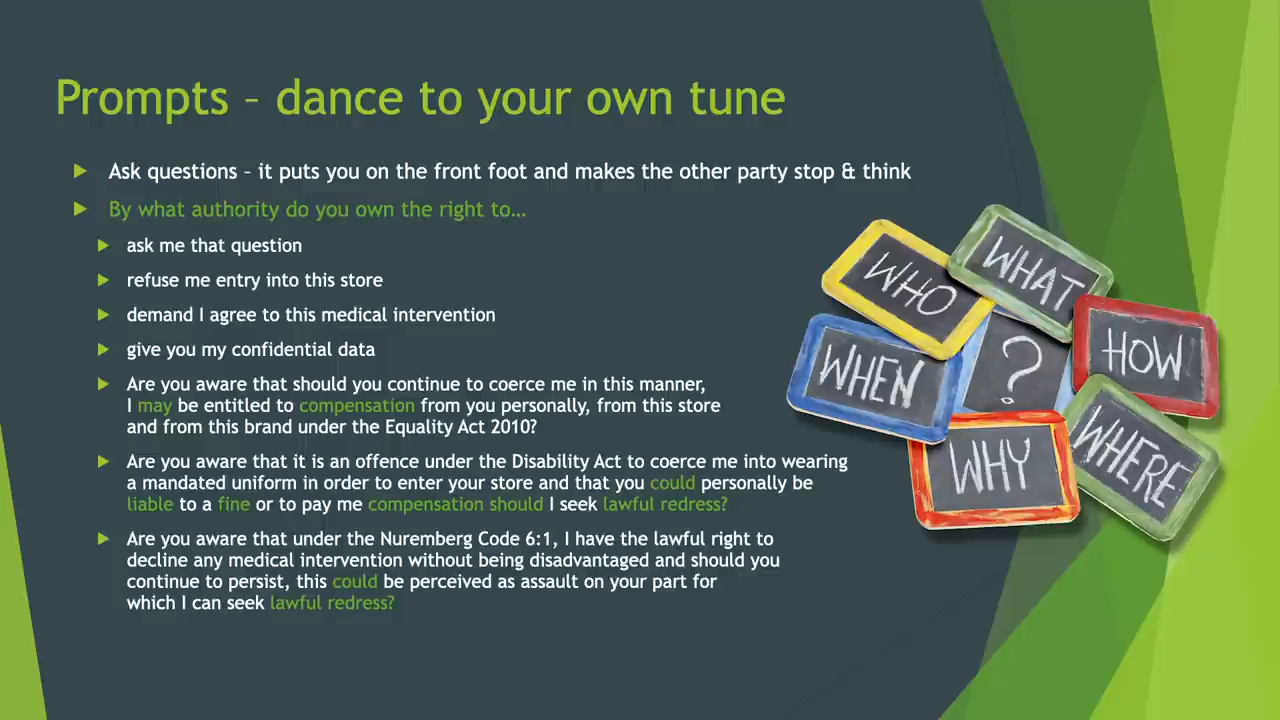 Prompts – dance to your own tune
Ask questions – it puts you on the front foot and makes the other party stop & think
By what authority do you own the right to…
ask me that question
refuse me entry into this store
demand I agree to this medical intervention
give you my confidential data
Are you aware that should you continue to coerce me in this manner,
I may be entitled to compensation from you personally, from this store
and from this brand under the Equality Act 2010?
Are you aware that it is an offence under the Disability Act to coerce me into wearing
a mandated uniform in order to enter your store and that you could personally be
liable to a fine or to pay me compensation should I seek lawful redress?
Are you aware that under the Nuremberg Code 6:1, I have the lawful right to
decline any medical intervention without being disadvantaged and should you
continue to persist, this could be perceived as assault on your part for
which I can seek lawful redress?
WHO
WHAT
WHEN
?
HOW
WHY
WHERE